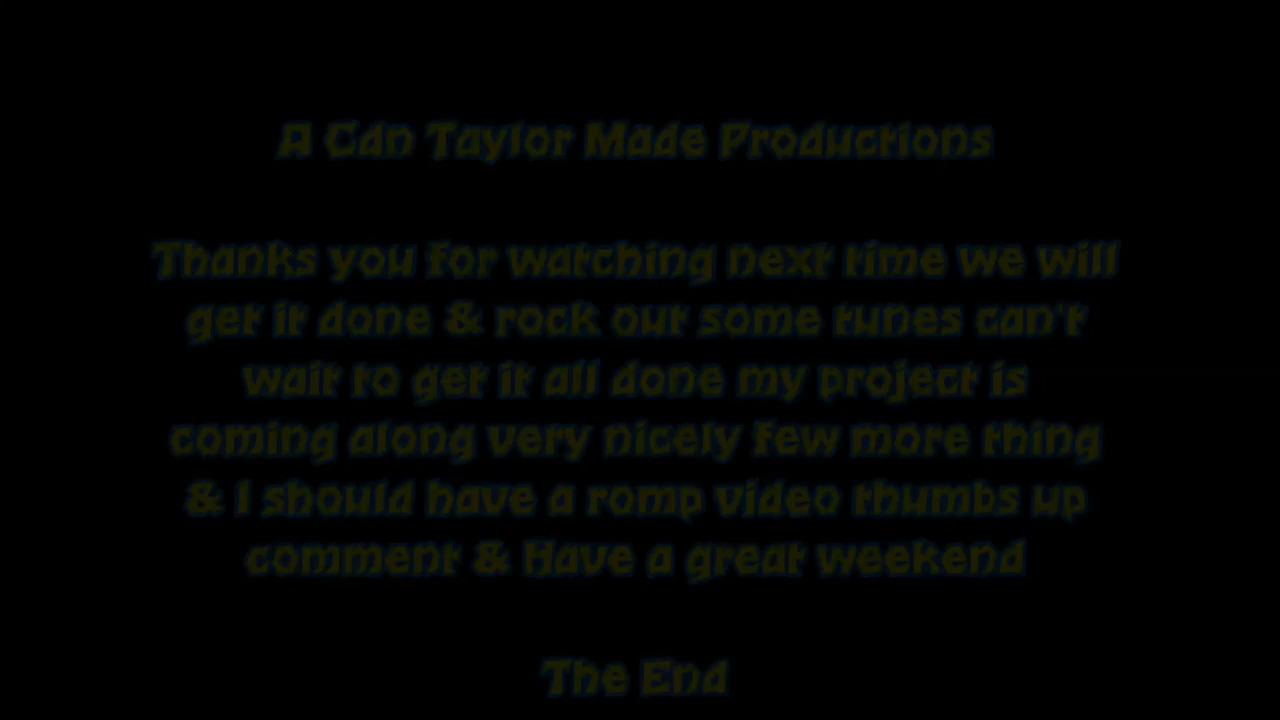 A Cdn Taylor Made Productions
Thanks you for watching next time we will
get it done & rock out some tunes can't
wait to get it all done my project is
coming along very nicely few more thing
& I should have a romp video thumbs up
comment & Have a great weekend
The End